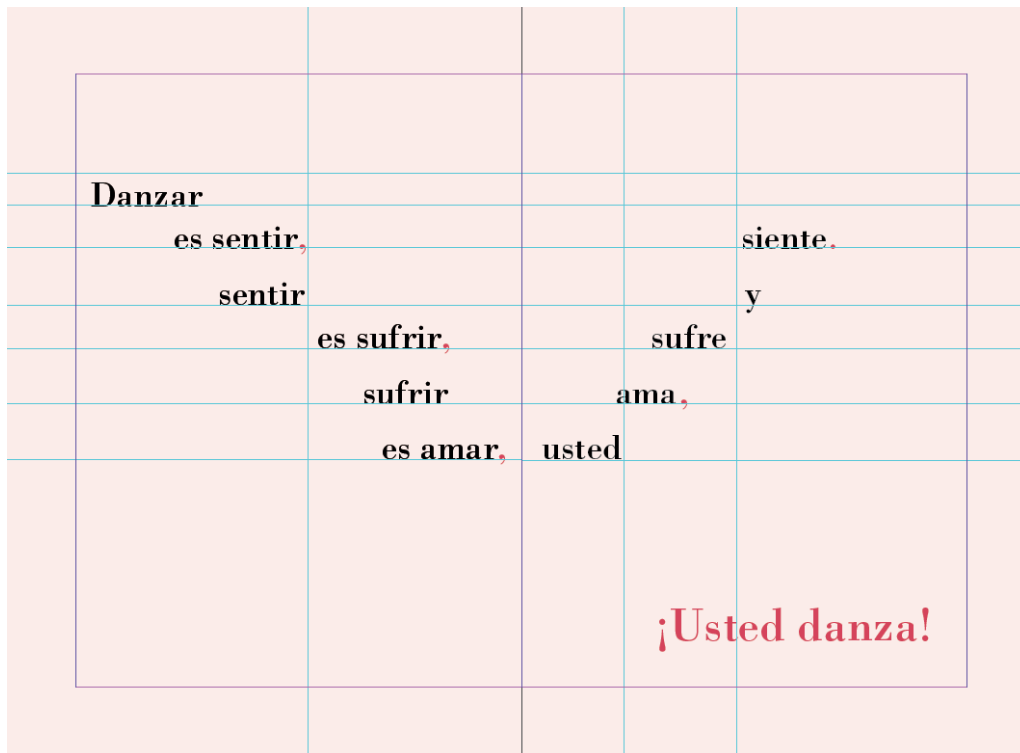 Danzar
es sentir,
sentir
es sufrir,
sufrir
es amar,
usted
ama,
sufre
y
siente.
¡Usted danza!